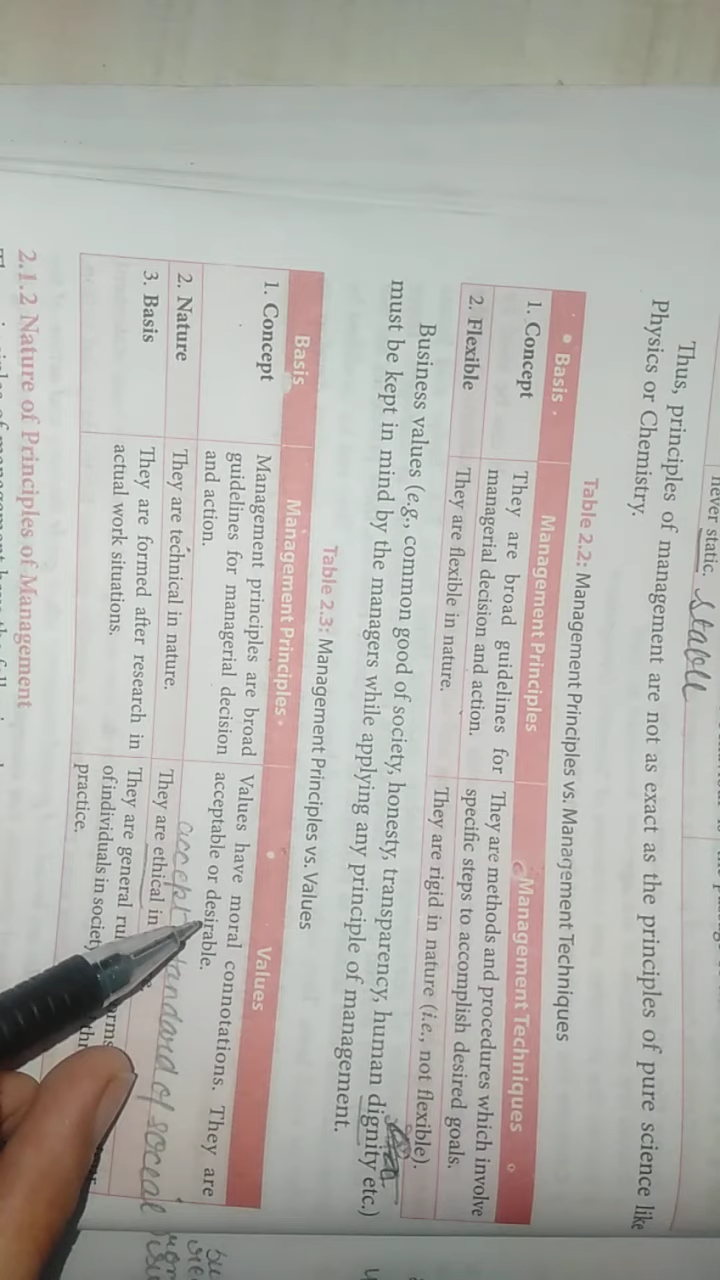 never static. stable
Thus, principles of management are not as exact as the principles of pure science like
Physics or Chemistry.
Table 2.2: Management Principles vs. Management Techniques
Basis Management Principles Management Techniques
1. Concept They are broad guidelines for They are methods and procedures which involve
managerial decision and action. specific steps to accomplish desired goals.
2. Flexible They are flexible in nature. They are rigid in nature (i.e., not flexible).
Business values (e.g., common good of society, honesty, transparency, human dignity etc.)
must be kept in mind by the managers while applying any principle of management.
Table 2.3: Management Principles vs. Values
Basis Management Principles Values
1. Concept Management principles are broad Values have moral connotations. They are
guidelines for managerial decision acceptable or desirable.
and action.
of social
2. Nature They are technical in nature. They are ethical in
3. Basis They are formed after research in They are general
actual work situations. of individuals in society
practice.
2.1.2 Nature of Principles of Management